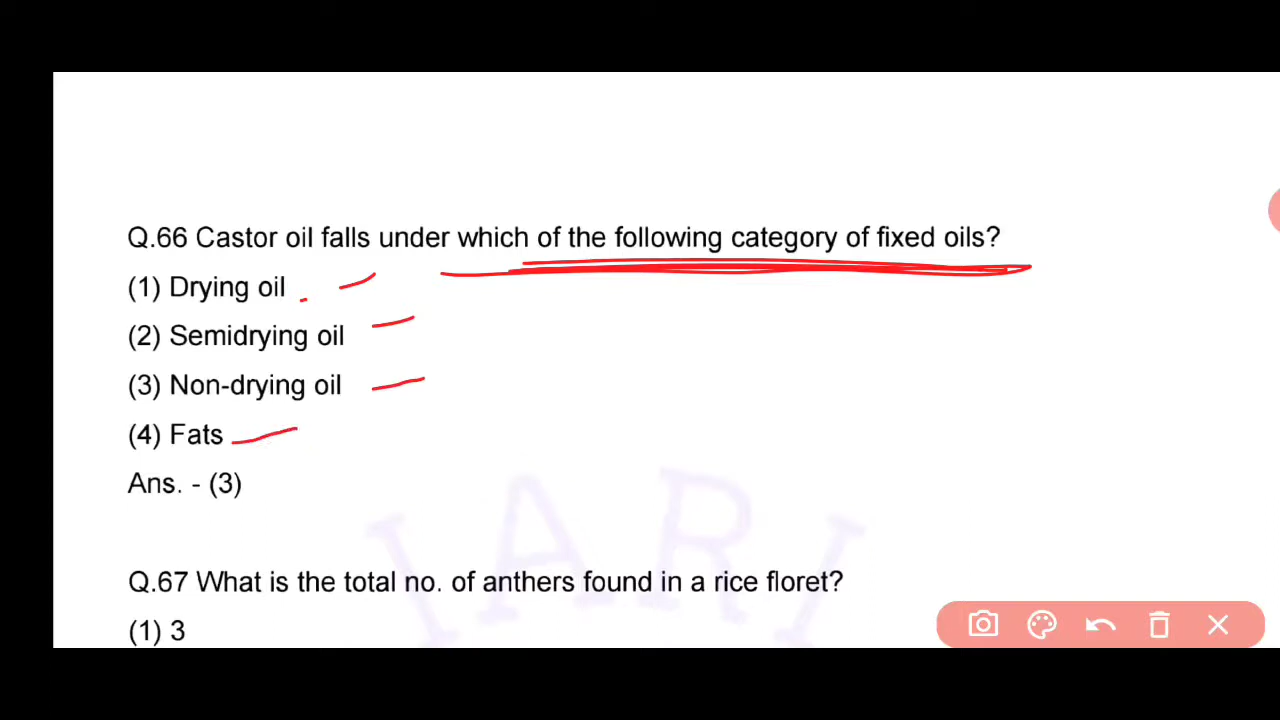 Q.66 Castor oil falls under which of the following category of fixed oils?
(1) Drying oil
(2) Semidrying oil
(3) Non-drying oil
(4) Fats
Ans. - (3)
IARI
Q.67 What is the total no. of anthers found in a rice floret?
(1) 3